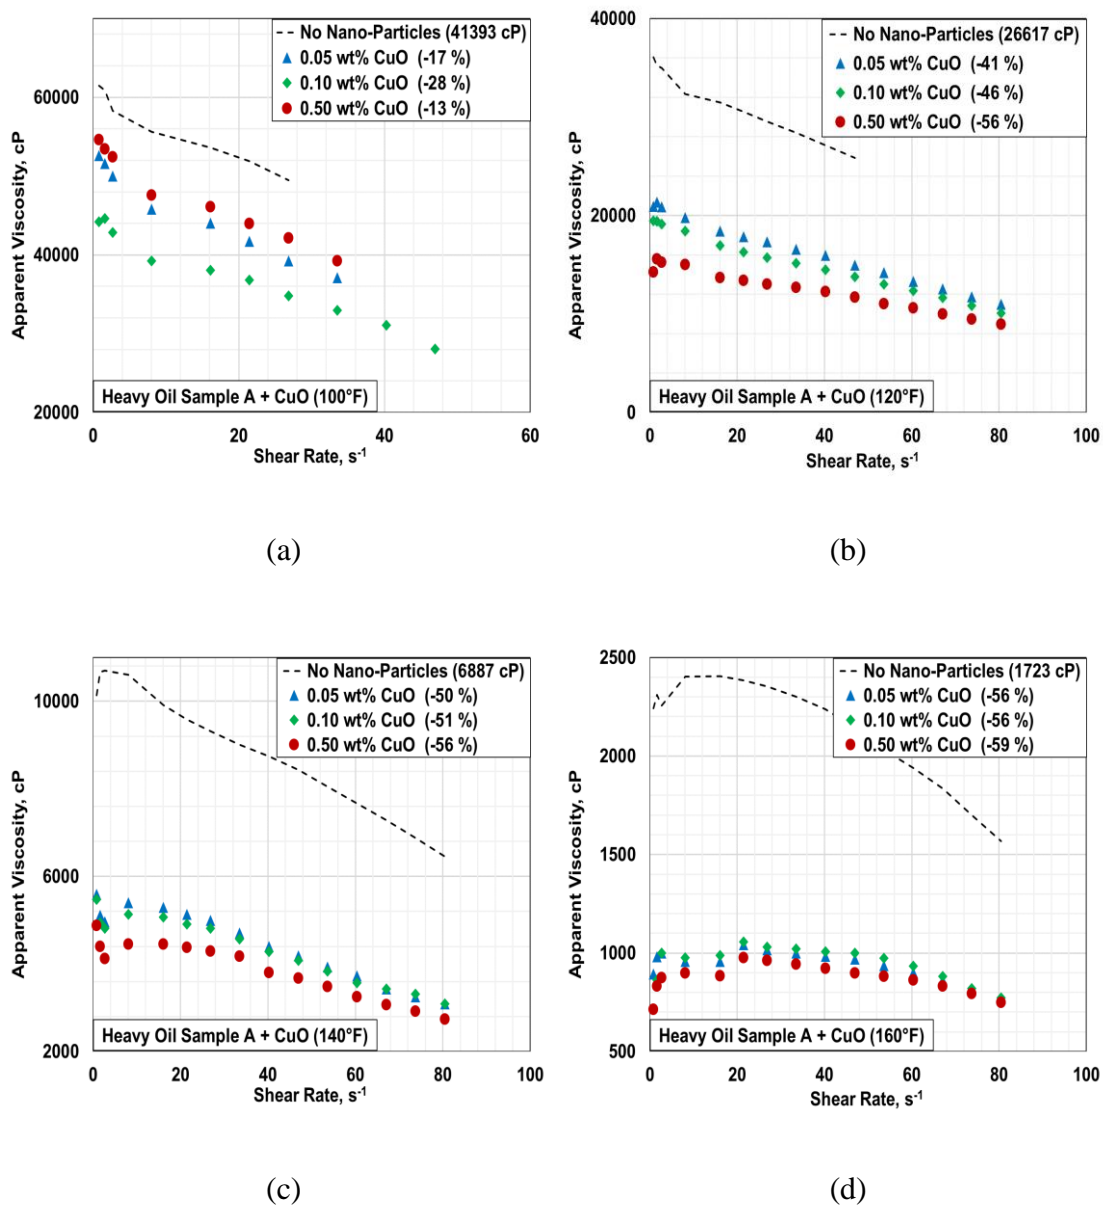 No Nano-Particles (41393 cP)
0.05 wt% CuO (-17 %)
0.10 wt% CuO (-28 %)
0.50 wt% CuO (-13 %)
Apparent Viscosity, cP
60000
40000
20000
Heavy Oil Sample A + CuO (100°F)
0 20 40 60
Shear Rate, s⁻¹
(a)
No Nano-Particles (26617 cP)
0.05 wt% CuO (-41 %)
0.10 wt% CuO (-46 %)
0.50 wt% CuO (-56 %)
Apparent Viscosity, cP
40000
20000
0
Heavy Oil Sample A + CuO (120°F)
0 20 40 60 80 100
Shear Rate, s⁻¹
(b)
No Nano-Particles (6887 cP)
0.05 wt% CuO (-50 %)
0.10 wt% CuO (-51 %)
0.50 wt% CuO (-56 %)
Apparent Viscosity, cP
10000
6000
2000
Heavy Oil Sample A + CuO (140°F)
0 20 40 60 80 100
Shear Rate, s⁻¹
(c)
No Nano-Particles (1723 cP)
0.05 wt% CuO (-56 %)
0.10 wt% CuO (-56 %)
0.50 wt% CuO (-59 %)
Apparent Viscosity, cP
2500
2000
1500
1000
500
Heavy Oil Sample A + CuO (160°F)
0 20 40 60 80 100
Shear Rate, s⁻¹
(d)